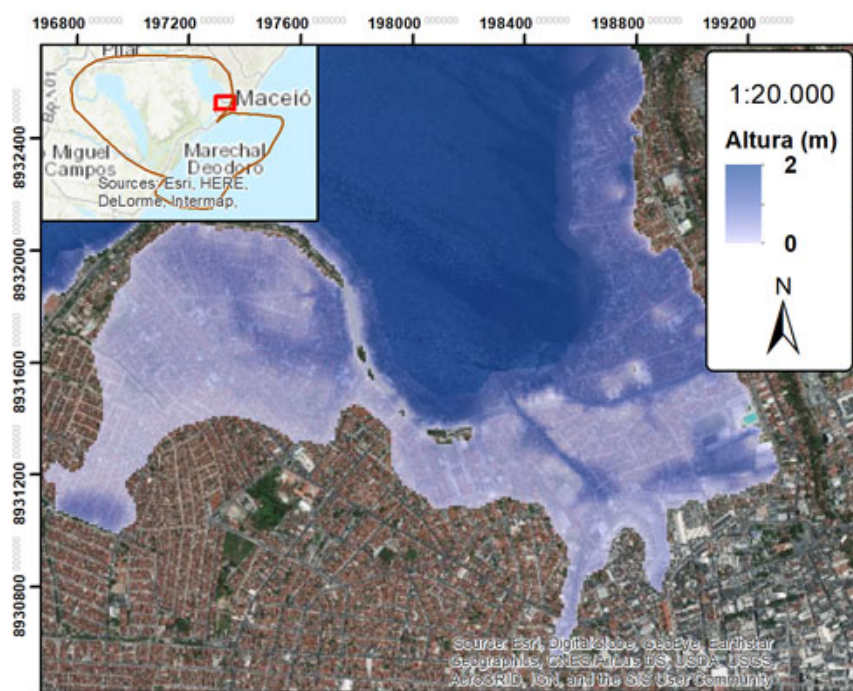 196800 197200 197600 198000 198400 198800 199200
Pilar
Maceió
Miguel
Campos
Marechal
Deodoro
Sources: Esri, HERE,
DeLorme, Intermap,
1:20.000
Altura (m)
2
0
N
8932400
8932000
8931600
8931200
8930800
Source: Esri, DigitalGlobe, GeoEye, Earthstar
Geographics, CNES/Airbus DS, USDA, USGS,
AeroGRID, IGN, and the GIS User Community